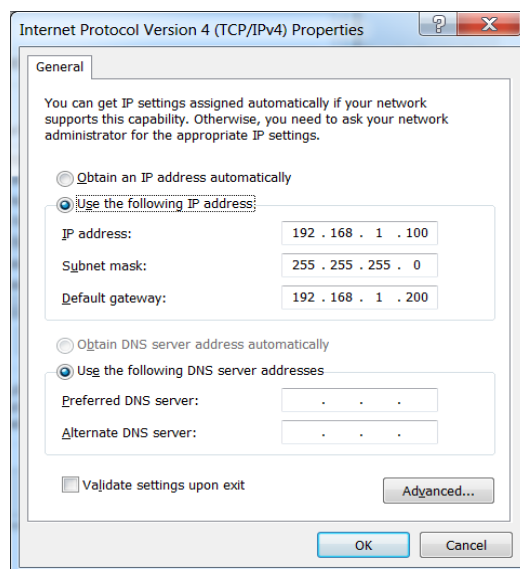 Internet Protocol Version 4 (TCP/IPv4) Properties
General
You can get IP settings assigned automatically if your network
supports this capability. Otherwise, you need to ask your network
administrator for the appropriate IP settings.
Obtain an IP address automatically
Use the following IP address:
IP address: 192 . 168 . 1 . 100
Subnet mask: 255 . 255 . 255 . 0
Default gateway: 192 . 168 . 1 . 200
Obtain DNS server address automatically
Use the following DNS server addresses
Preferred DNS server: . . .
Alternate DNS server: . . .
Validate settings upon exit
Advanced...
OK Cancel